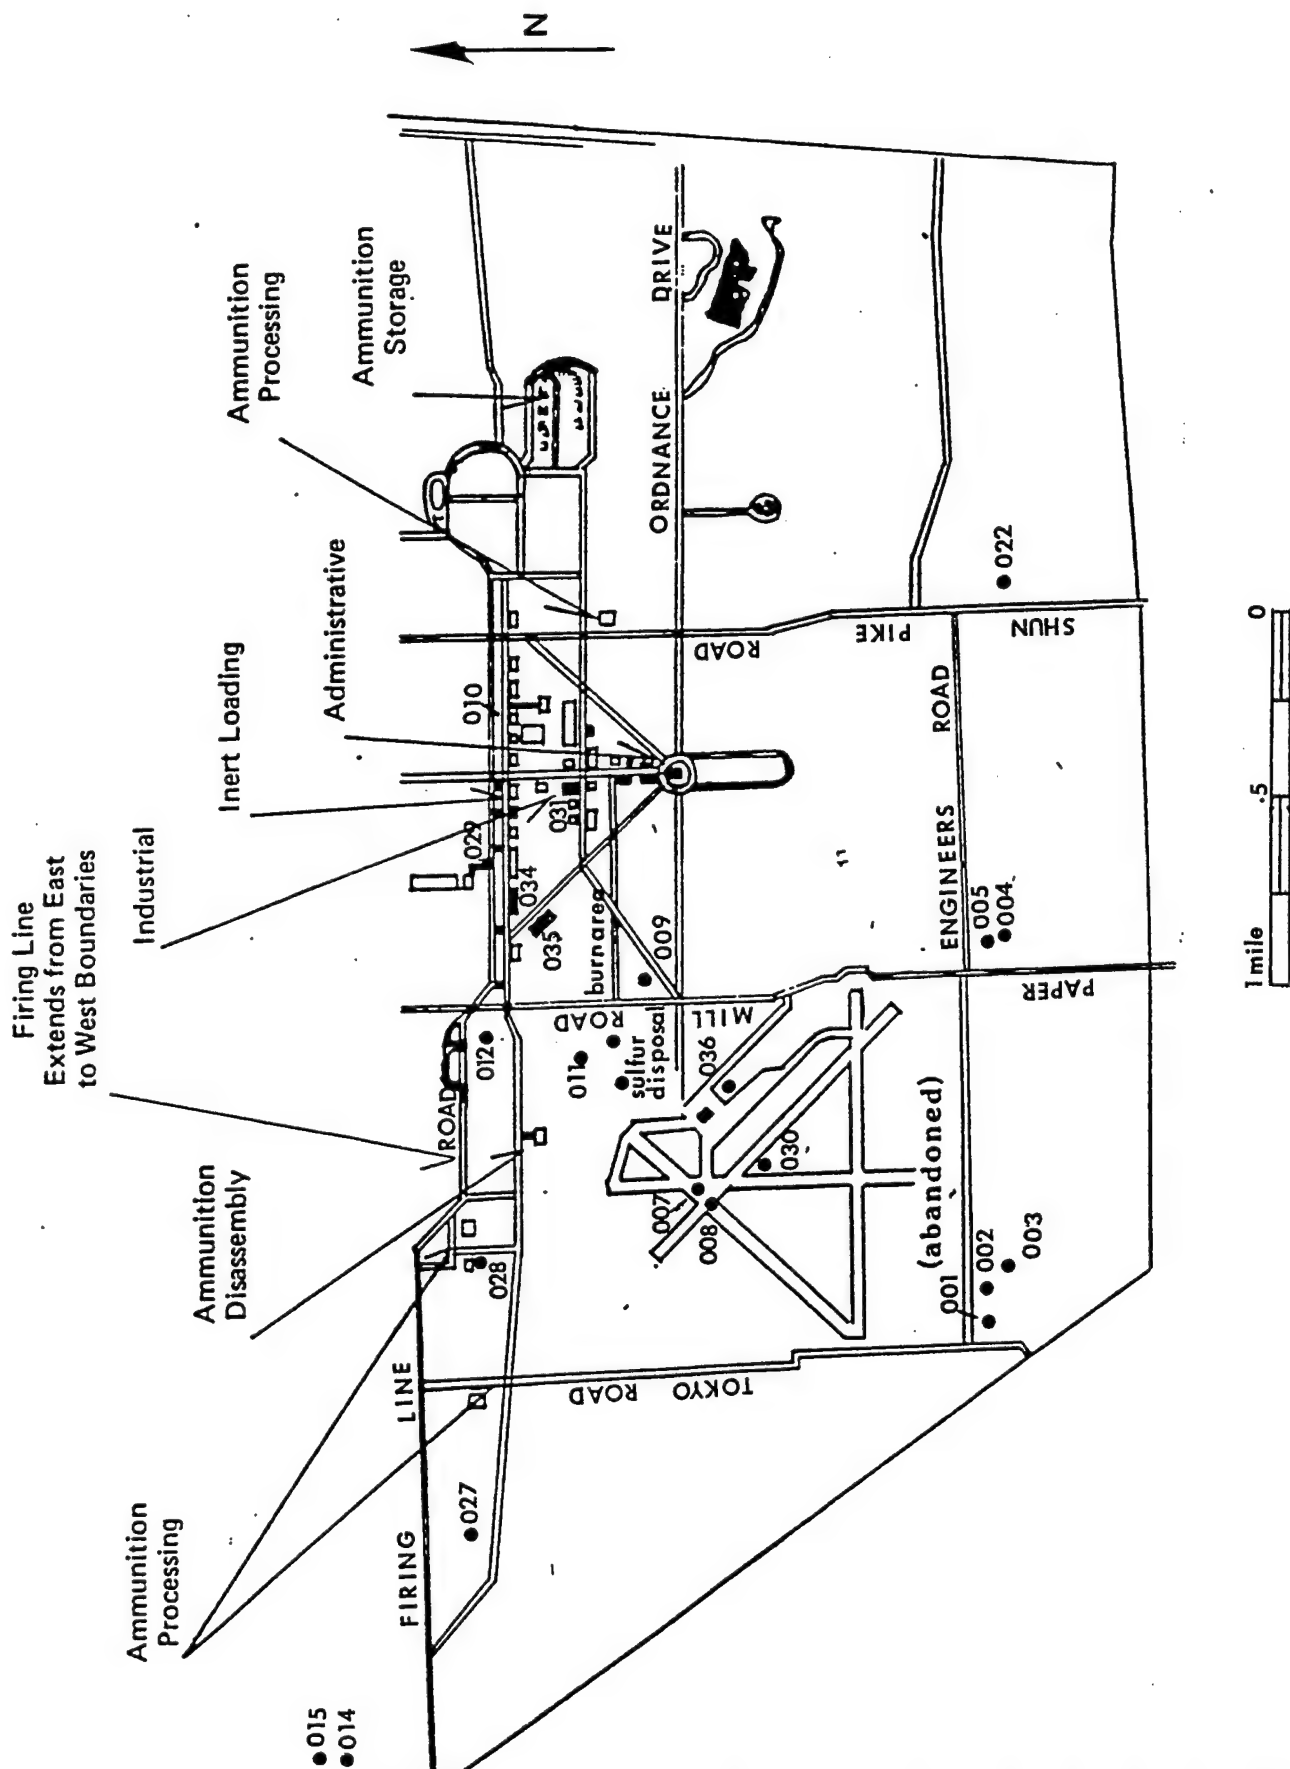 Firing Line
Extends from East
to West Boundaries
Industrial
Inert Loading
Administrative
Ammunition
Processing
Ammunition
Storage
Ammunition
Processing
Ammunition
Disassembly
N
FIRING LINE ROAD
TOKYO ROAD
PAPER MILL ROAD
SHUN PIKE ROAD
ORDNANCE DRIVE
ENGINEERS ROAD
(abandoned)
burn area
sulfur
disposal
015
014
027
028
012
011
009
035
034
029
031
010
036
030
007
008
001
002
003
005
004
022
1 mile
.5
0